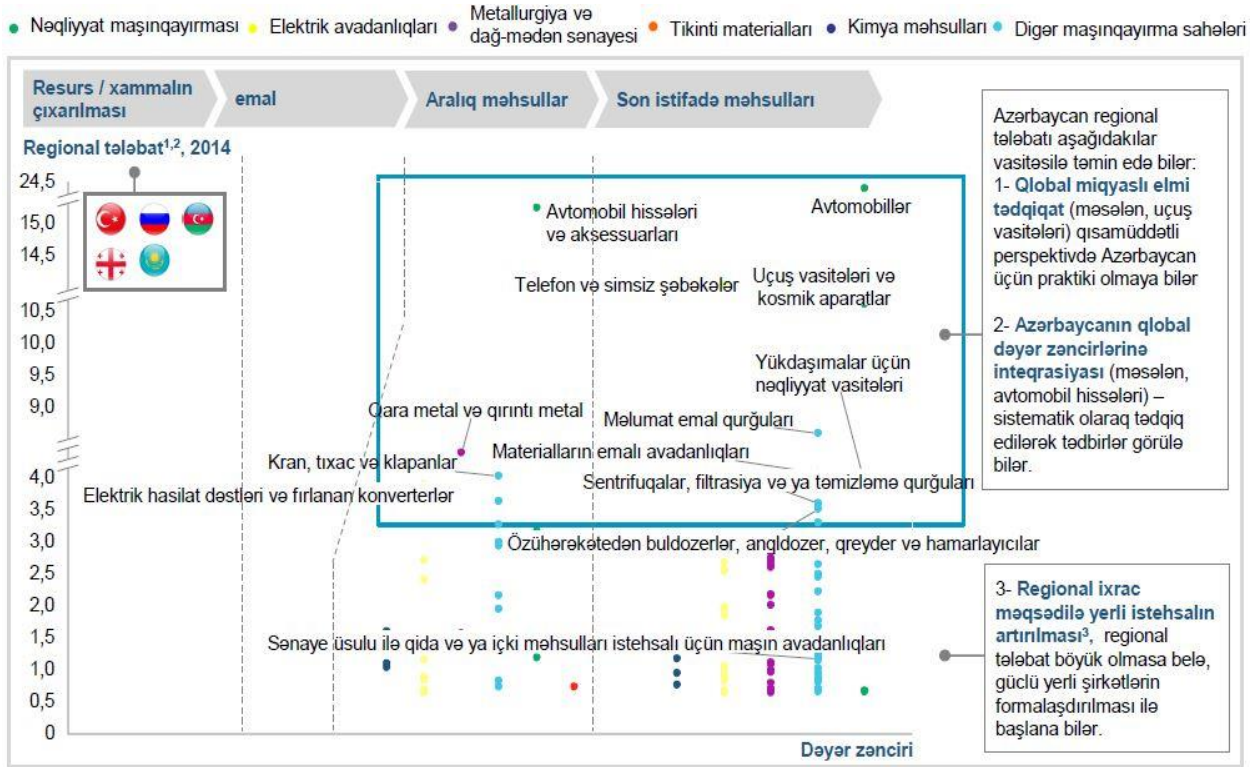 Nəqliyyat maşınqayırması
Elektrik avadanlıqları
Metallurgiya və
dağ-mədən sənayesi
Tikinti materialları
Kimya məhsulları
Digər maşınqayırma sahələri
Resurs / xammalın
çıxarılması
emal
Aralıq məhsullar
Son istifadə məhsulları
Regional tələbat1,2, 2014
24,5
15,0
14,5
10,5
10,0
9,5
9,0
4,0
3,5
3,0
2,5
2,0
1,5
1,0
0,5
0
Avtomobil hissələri
və aksessuarları
Avtomobillər
Telefon və simsiz şəbəkələr
Uçuş vasitələri və
kosmik aparatlar
Yükdaşımalar üçün
nəqliyyat vasitələri
Qara metal və qırıntı metal
Məlumat emal qurğuları
Kran, tıxac və klapanlar
Materialların emalı avadanlıqları
Elektrik hasilat dəstləri və fırlanan konverterlər
Sentrifuqalar, filtrasiya və ya təmizləmə qurğuları
Özühərəkətedən buldozerlər, anqldozer, qreyder və hamarlayıcılar
Sənaye üsulu ilə qida və ya içki məhsulları istehsalı üçün maşın avadanlıqları
Dəyər zənciri
Azərbaycan regional
tələbatı aşağıdakılar
vasitəsilə təmin edə bilər:
1- Qlobal miqyaslı elmi
tədqiqat (məsələn, uçuş
vasitələri) qısamüddətli
perspektivdə Azərbaycan
üçün praktiki olmaya bilər
2- Azərbaycanın qlobal
dəyər zəncirlərinə
inteqrasiyası (məsələn,
avtomobil hissələri) –
sistematik olaraq tədqiq
edilərək tədbirlər görülə
bilər.
3- Regional ixrac
məqsədilə yerli istehsalın
artırılması3, regional
tələbat böyük olmasa belə,
güclü yerli şirkətlərin
formalaşdırılması ilə
başlana bilər.